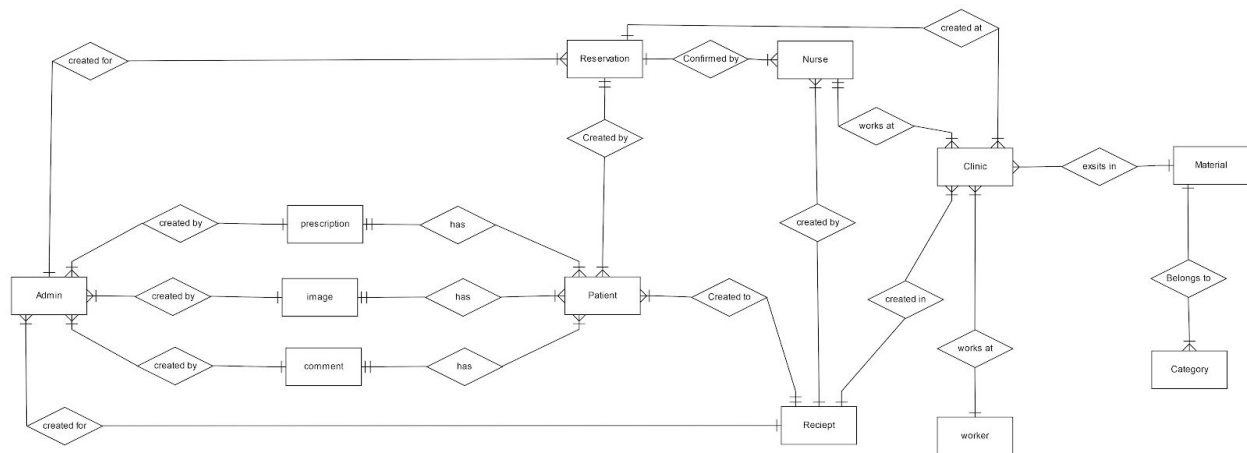 created at
created for
Reservation
Confirmed by
Nurse
Created by
works at
Clinic
exsits in
Material
created by
prescription
has
created by
Admin
created by
image
has
Patient
Created to
created in
Belongs to
created by
comment
has
works at
Category
created for
Reciept
worker